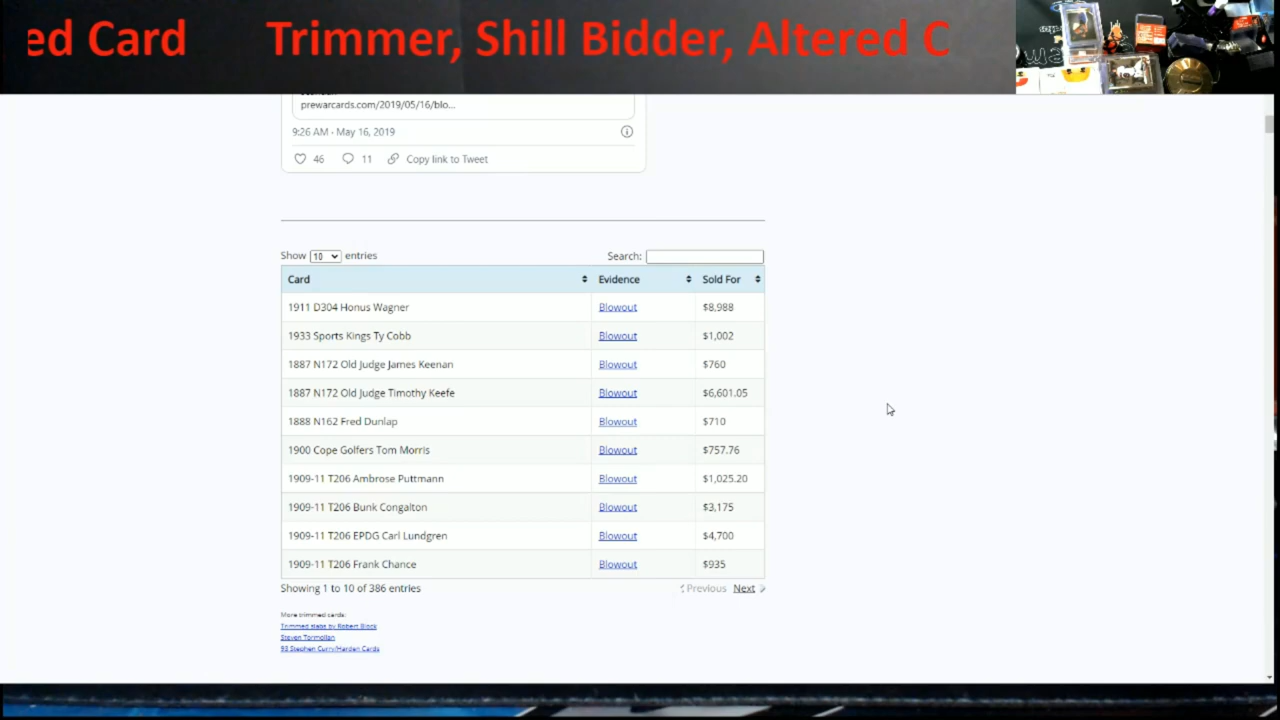 ed Card Trimmer, Shill Bidder, Altered C
prewarcards.com/2019/05/16/blo...
9:26 AM - May 16, 2019
46 11 Copy link to Tweet
Show 10 entries Search:
Card Evidence Sold For
1911 D304 Honus Wagner Blowout $8,988
1933 Sports Kings Ty Cobb Blowout $1,002
1887 N172 Old Judge James Keenan Blowout $760
1887 N172 Old Judge Timothy Keefe Blowout $6,601.05
1888 N162 Fred Dunlap Blowout $710
1900 Cope Golfers Tom Morris Blowout $757.76
1909-11 T206 Ambrose Puttmann Blowout $1,025.20
1909-11 T206 Bunk Congalton Blowout $3,175
1909-11 T206 EPDG Carl Lundgren Blowout $4,700
1909-11 T206 Frank Chance Blowout $935
Showing 1 to 10 of 386 entries Previous Next
More trimmed cards:
Trimmed slabs by Robert Block
Steven Tormollan
93 Stephen Curry/Harden Cards